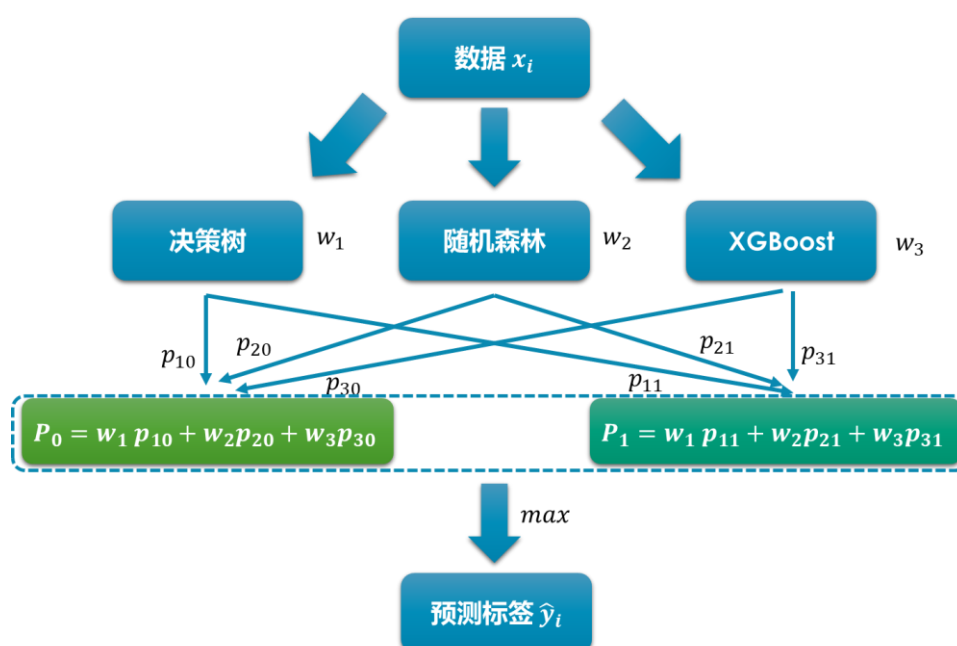 数据 xᵢ
决策树
w₁
随机森林
w₂
XGBoost
w₃
p₁₀
p₂₀
p₃₀
p₁₁
p₂₁
p₃₁
P₀ = w₁ p₁₀ + w₂p₂₀ + w₃p₃₀
P₁ = w₁ p₁₁ + w₂p₂₁ + w₃p₃₁
max
预测标签 ŷᵢ